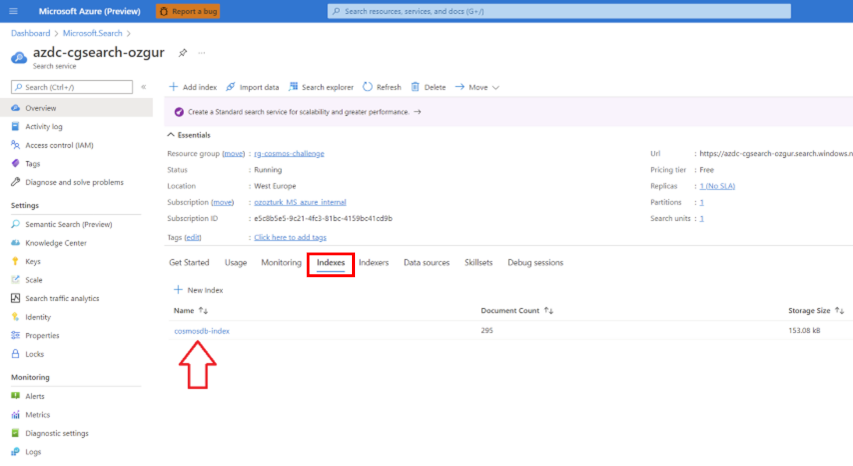 Microsoft Azure (Preview)
Report a bug
Search resources, services, and docs (G+/)
Dashboard > Microsoft.Search >
azdc-cgsearch-ozgur
Search service
Search (Ctrl+/)
Overview
Activity log
Access control (IAM)
Tags
Diagnose and solve problems
Settings
Semantic Search (Preview)
Knowledge Center
Keys
Scale
Search traffic analytics
Identity
Properties
Locks
Monitoring
Alerts
Metrics
Diagnostic settings
Logs
Add index Import data Search explorer Refresh Delete Move
Create a Standard search service for scalability and greater performance.
Essentials
Resource group (move) : rg-cosmos-challenge
Status : Running
Location : West Europe
Subscription (move) : ozozturk_MS_azure_internal
Subscription ID : e5c8b5e5-9c21-4fc3-81bc-4159bc41cd9b
Tags (edit) : Click here to add tags
Url : https://azdc-cgsearch-ozgur.search.windows.n
Pricing tier : Free
Replicas : 1 (No SLA)
Partitions : 1
Search units : 1
Get Started Usage Monitoring Indexes Indexers Data sources Skillsets Debug sessions
New Index
Name Document Count Storage Size
cosmosdb-index 295 153.08 kB